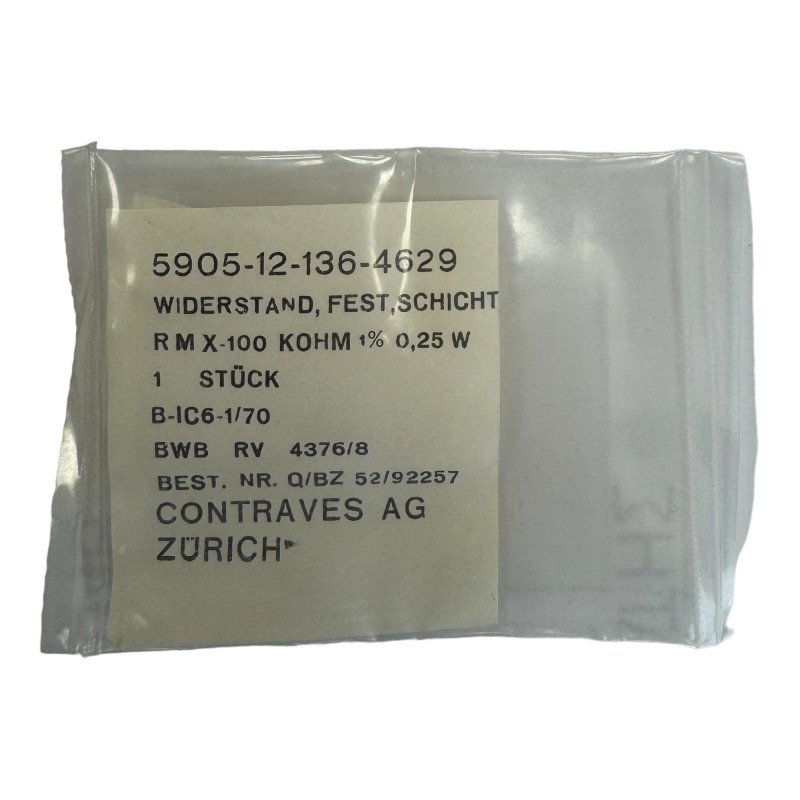 5905-12-136-4629
WIDERSTAND, FEST, SCHICHT
R M X-100 KOHM 1% 0,25 W
1 STÜCK
B-IC6-1/70
BWB RV 4376/8
BEST. NR. Q/BZ 52/92257
CONTRAVES AG
ZÜRICH